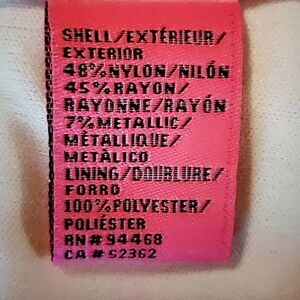 SHELL/EXTÉRIEUR/
EXTERIOR
48%NYLON/NILÓN
45%RAYON/
RAYONNE/RAYÓN
7%METALLIC/
MÉTALLIQUE/
METÁLICO
LINING/DOUBLURE/
FORRO
100%POLYESTER/
POLIÉSTER
RN# 94468
CA# 52362